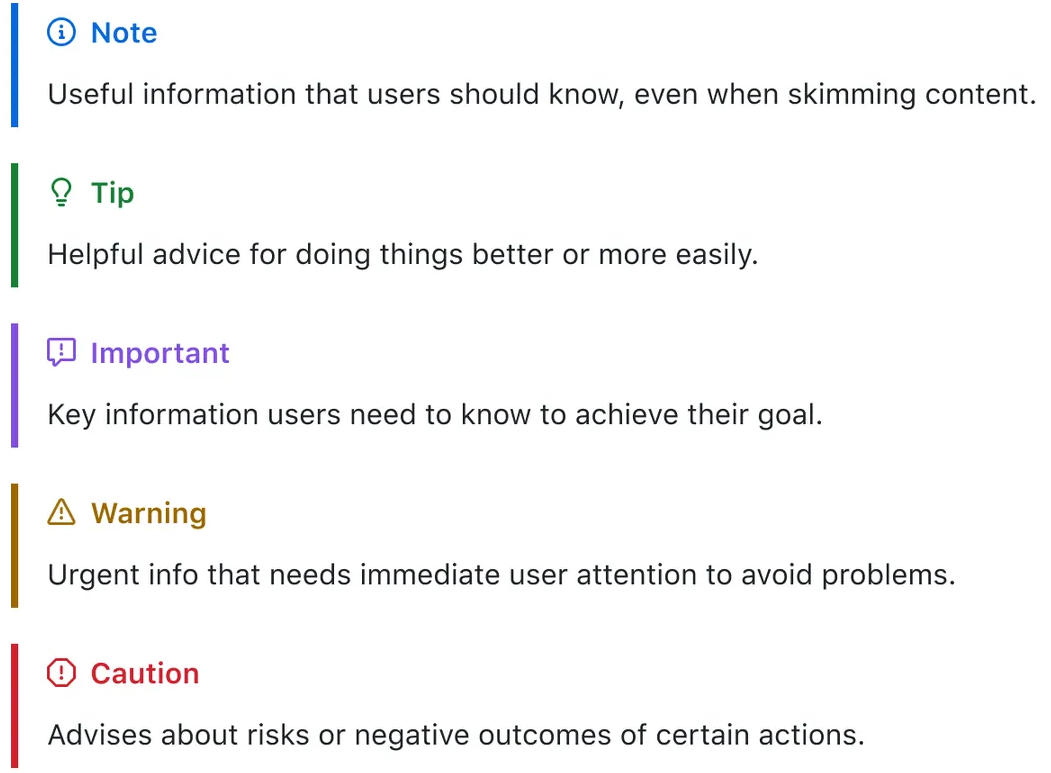 Note
Useful information that users should know, even when skimming content.
Tip
Helpful advice for doing things better or more easily.
Important
Key information users need to know to achieve their goal.
Warning
Urgent info that needs immediate user attention to avoid problems.
Caution
Advises about risks or negative outcomes of certain actions.